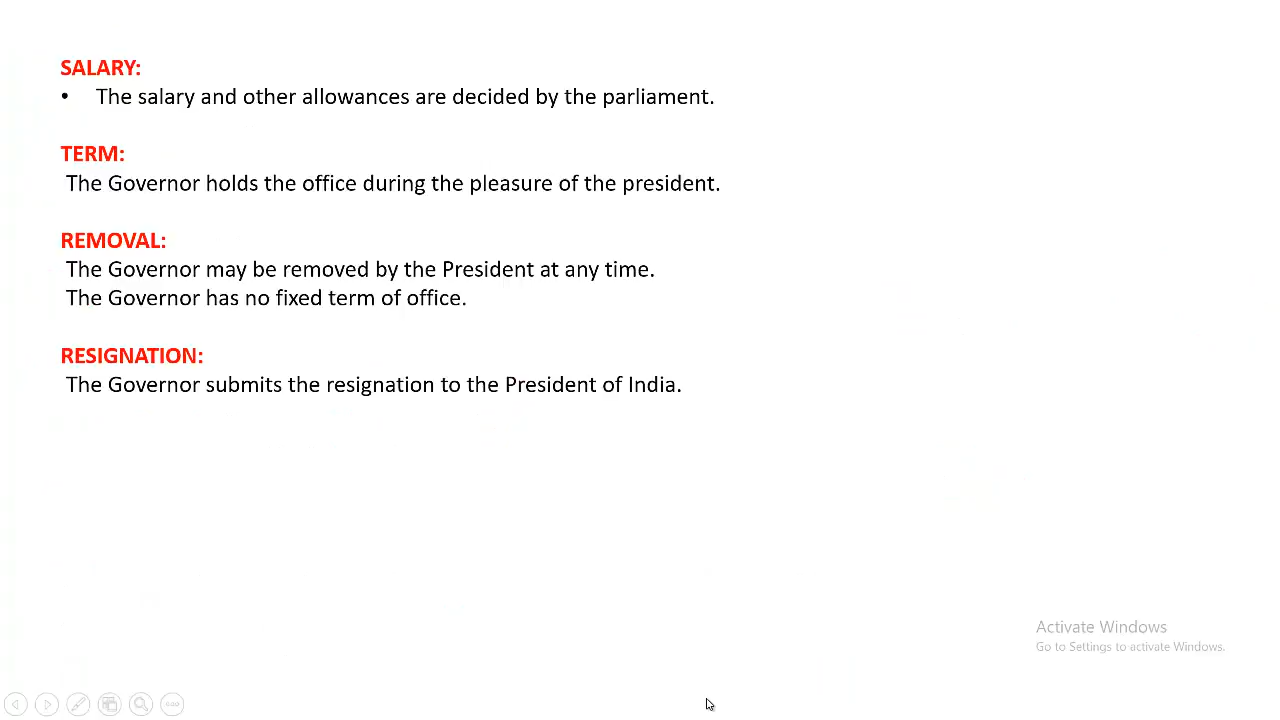 SALARY:
• The salary and other allowances are decided by the parliament.
TERM:
The Governor holds the office during the pleasure of the president.
REMOVAL:
The Governor may be removed by the President at any time.
The Governor has no fixed term of office.
RESIGNATION:
The Governor submits the resignation to the President of India.
Activate Windows
Go to Settings to activate Windows.